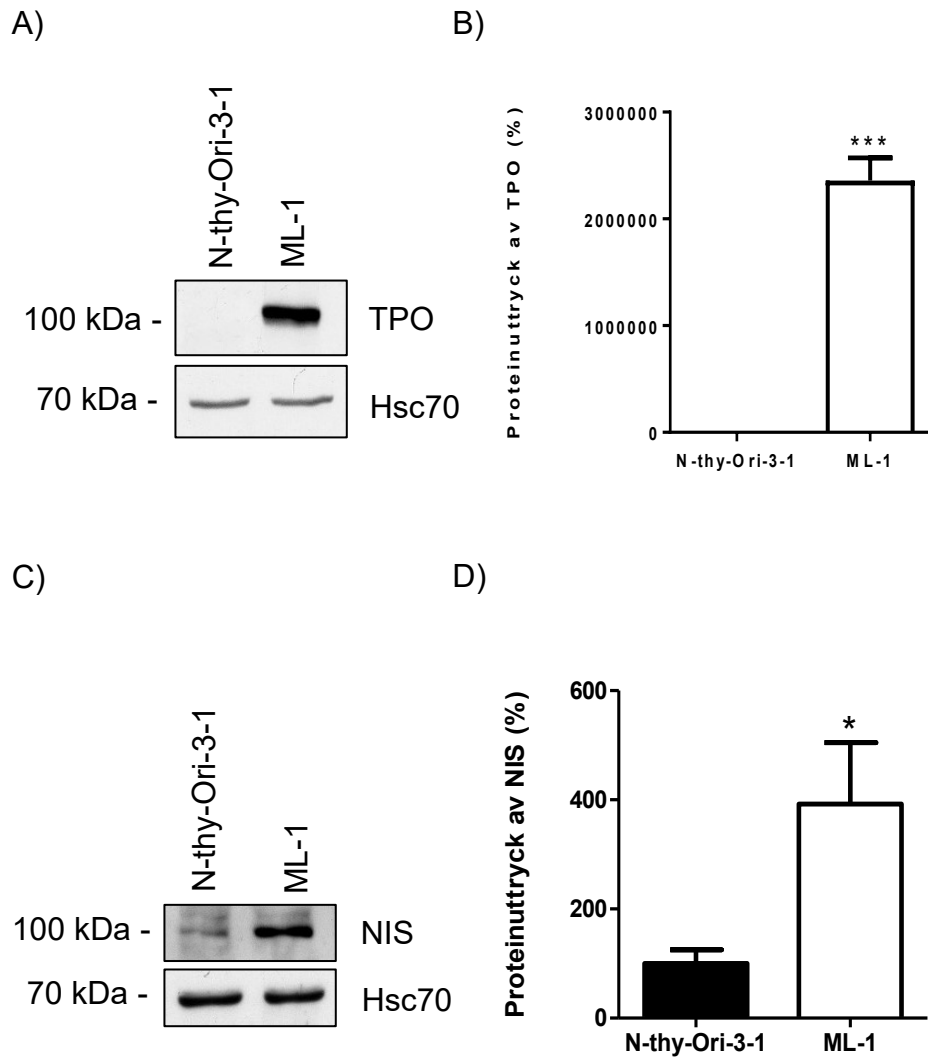 A)
N-thy-Ori-3-1
ML-1
100 kDa -
TPO
70 kDa -
Hsc70
B)
Proteinuttryck av TPO (%)
3000000
2000000
1000000
0
***
N-thy-Ori-3-1
ML-1
C)
N-thy-Ori-3-1
ML-1
100 kDa -
NIS
70 kDa -
Hsc70
D)
Proteinuttryck av NIS (%)
600
400
200
0
*
N-thy-Ori-3-1
ML-1